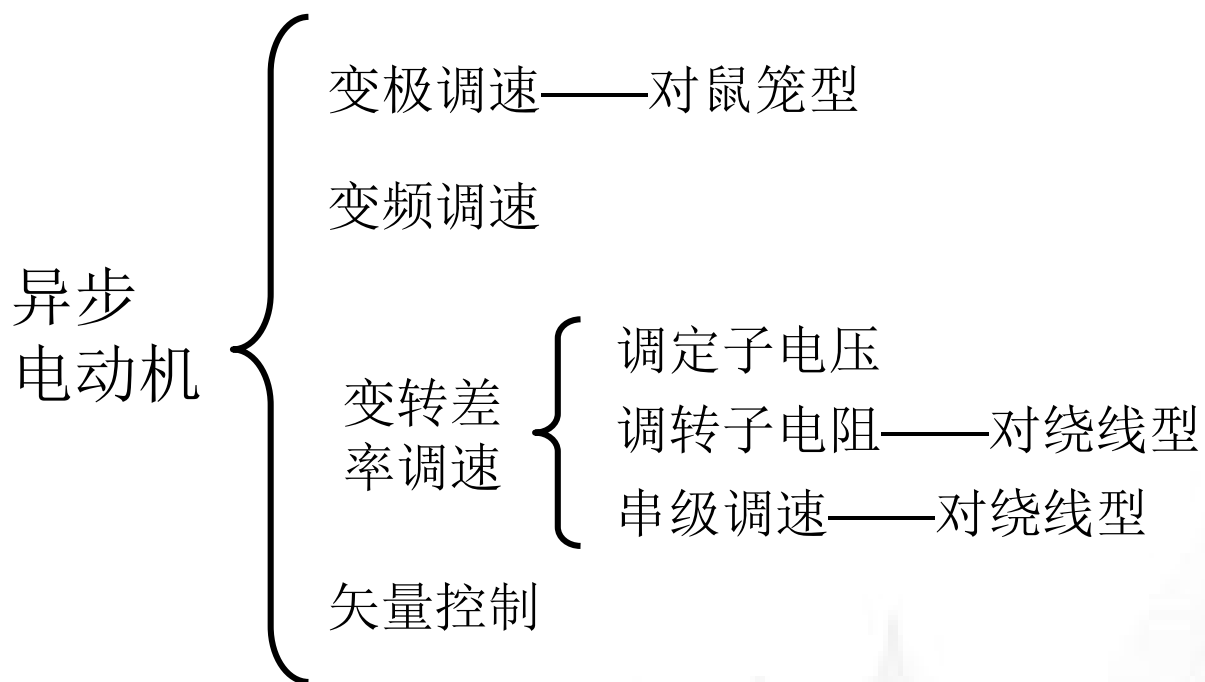 异步
电动机
变极调速——对鼠笼型
变频调速
变转差
率调速
调定子电压
调转子电阻——对绕线型
串级调速——对绕线型
矢量控制